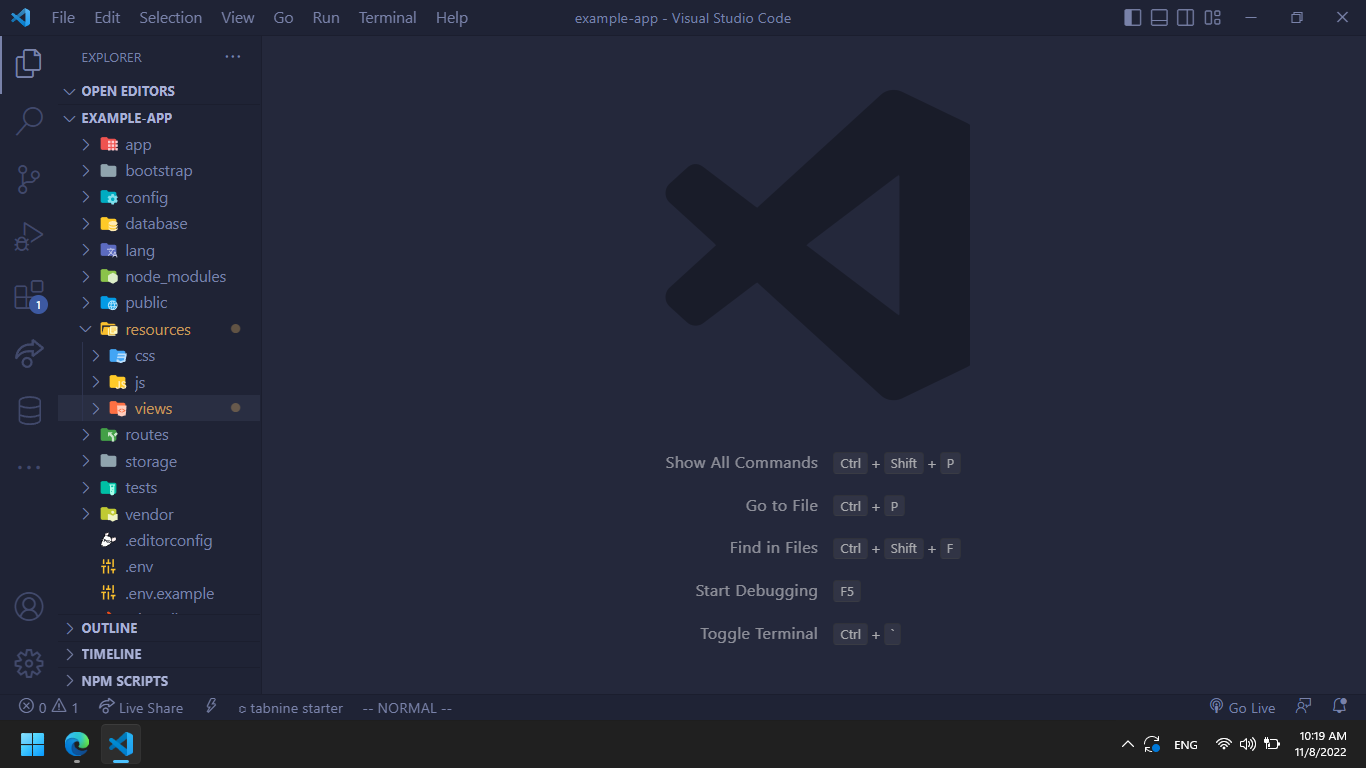 File Edit Selection View Go Run Terminal Help
example-app - Visual Studio Code
EXPLORER
OPEN EDITORS
EXAMPLE-APP
app
bootstrap
config
database
lang
node_modules
public
resources
css
js
views
routes
storage
tests
vendor
.editorconfig
.env
.env.example
OUTLINE
TIMELINE
NPM SCRIPTS
1
Show All Commands Ctrl + Shift + P
Go to File Ctrl + P
Find in Files Ctrl + Shift + F
Start Debugging F5
Toggle Terminal Ctrl + `
0 1 Live Share tabnine starter -- NORMAL -- Go Live
ENG
10:19 AM
11/8/2022